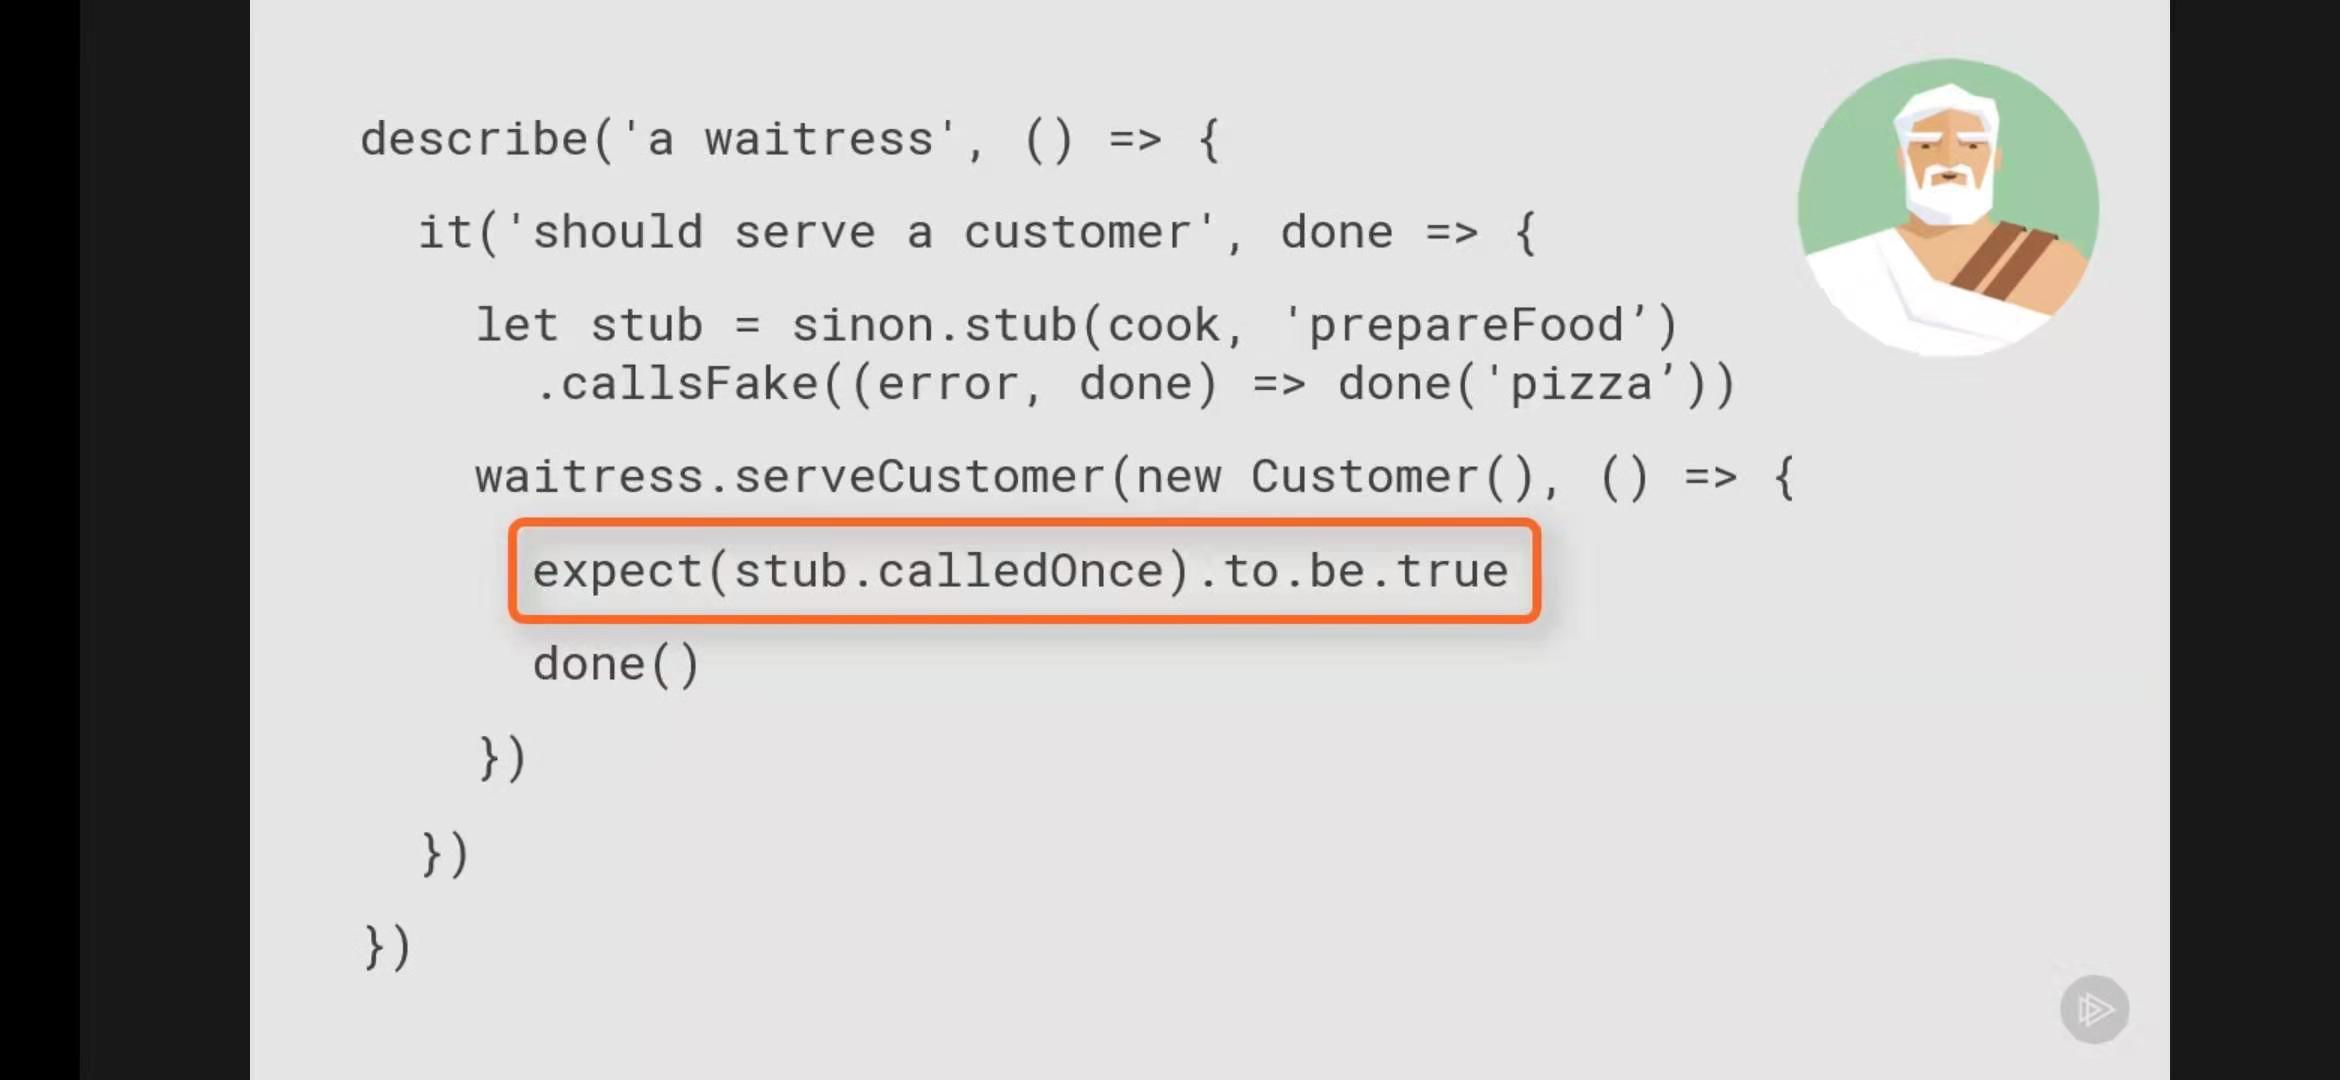 describe('a waitress', () => {
it('should serve a customer', done => {
let stub = sinon.stub(cook, 'prepareFood’)
.callsFake((error, done) => done('pizza’))
waitress.serveCustomer(new Customer(), () => {
expect(stub.calledOnce).to.be.true
done()
})
})
})